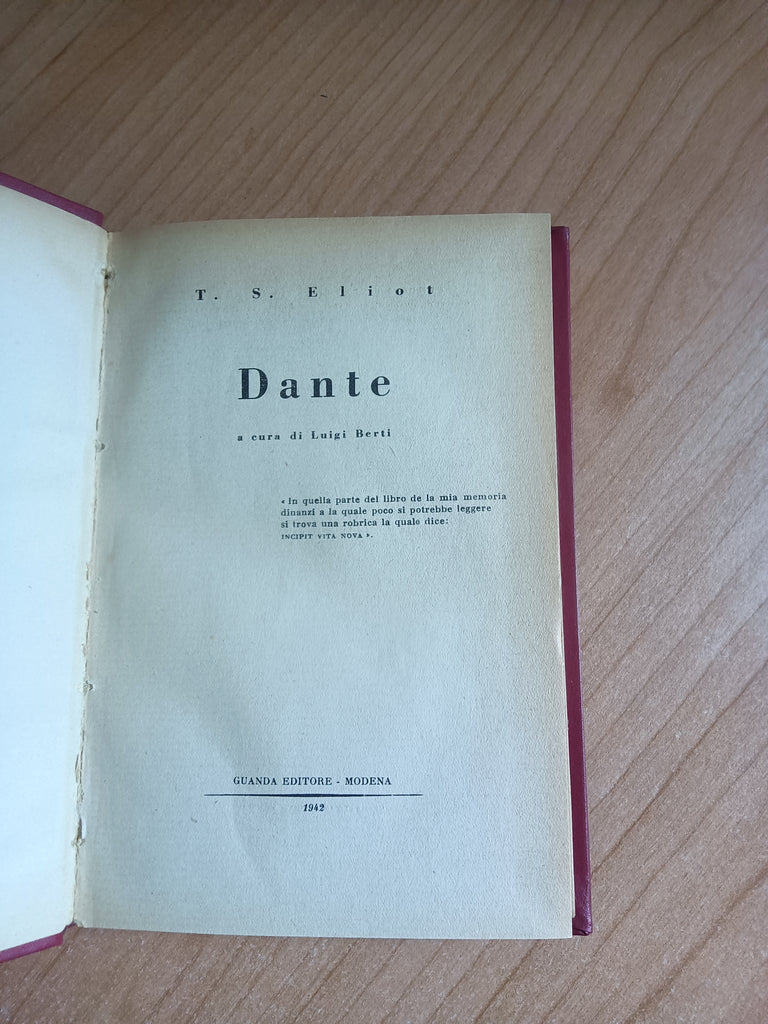 T. S. Eliot
Dante
a cura di Luigi Berti
« In quella parte del libro de la mia memoria
dinanzi a la quale poco si potrebbe leggere
si trova una robrica la quale dice:
INCIPIT VITA NOVA ».
GUANDA EDITORE - MODENA
1942